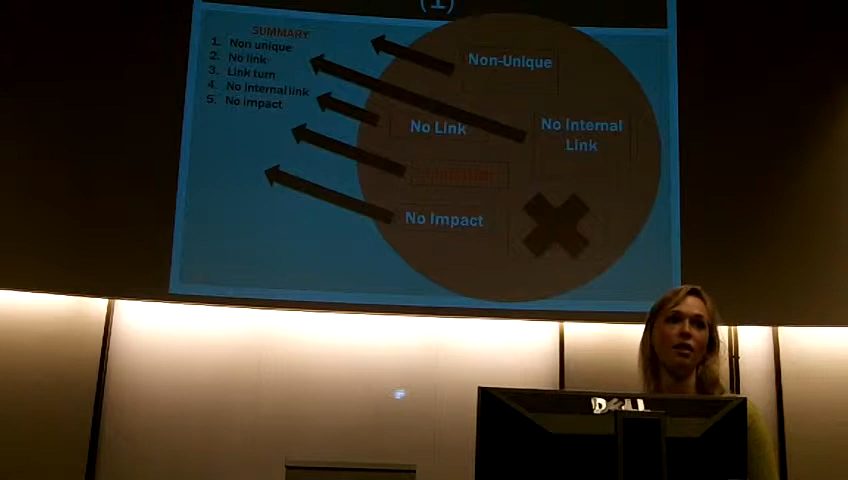 (1)
SUMMARY
1. Non unique
2. No link
3. Link turn
4. No internal link
5. No impact
Non-Unique
No Link
No Internal
Link
No Impact
DELL